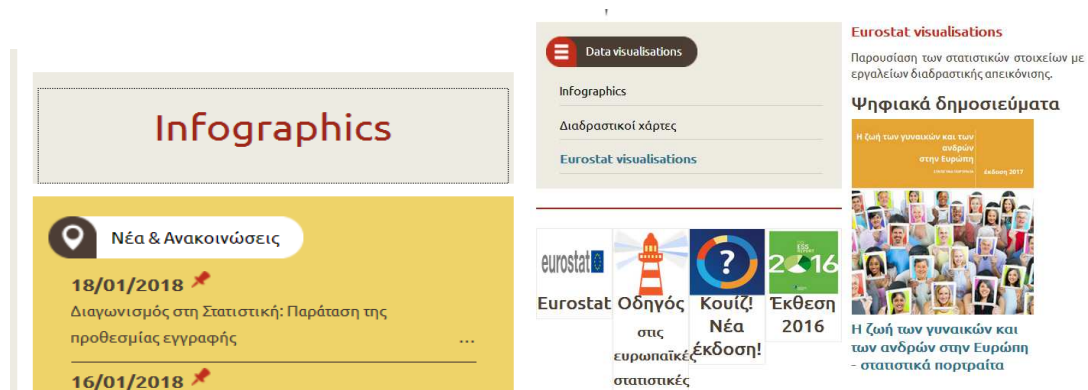 Infographics
Νέα & Ανακοινώσεις
18/01/2018
Διαγωνισμός στη Στατιστική: Παράταση της
προθεσμίας εγγραφής ...
16/01/2018
Data visualisations
Infographics
Διαδραστικοί χάρτες
Eurostat visualisations
eurostat
Eurostat
Οδηγός
στις
ευρωπαϊκές
στατιστικές
?
Κουίζ!
Νέα
έκδοση!
ESS
REPORT
2016
Έκθεση
2016
Eurostat visualisations
Παρουσίαση των στατιστικών στοιχείων με
εργαλείων διαδραστικής απεικόνισης.
Ψηφιακά δημοσιεύματα
Η ζωή των γυναικών και των
ανδρών
στην Ευρώπη
έκδοση 2017
Η ζωή των γυναικών και
των ανδρών στην Ευρώπη
- στατιστικά πορτραίτα